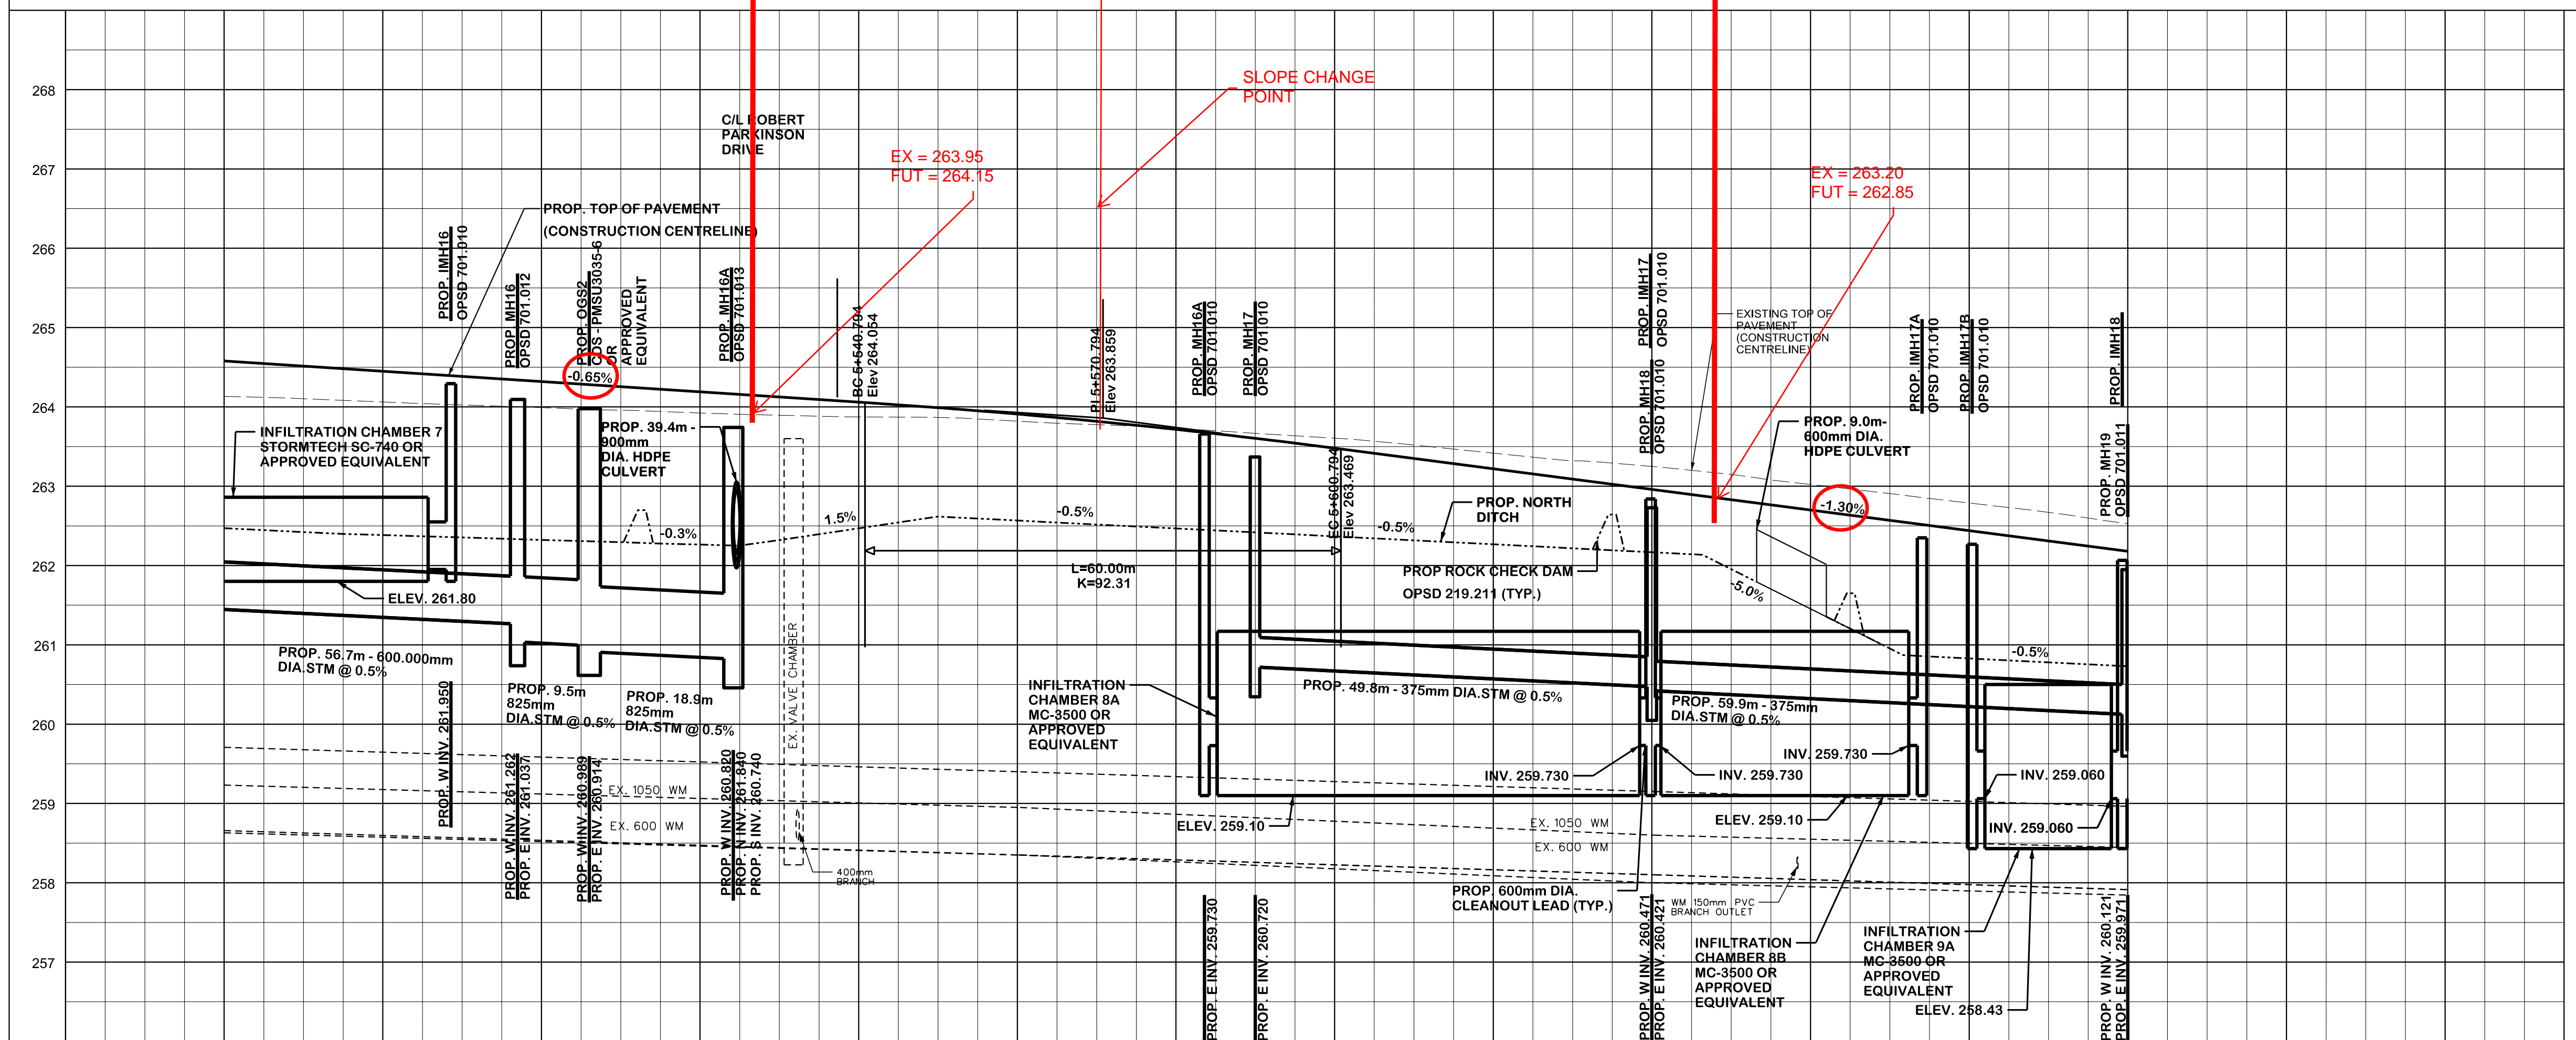 268
267
266
265
264
263
262
261
260
259
258
257
SLOPE CHANGE
POINT
C/L ROBERT
PARKINSON
DRIVE
EX = 263.95
FUT = 264.15
EX = 263.20
FUT = 262.85
PROP. TOP OF PAVEMENT
(CONSTRUCTION CENTRELINE)
PROP. IMH16
OPSD 701.010
PROP. MH16
OPSD 701.012
PROP. OGS2
CDS - PMSU3035-6
OR
APPROVED
EQUIVALENT
PROP. MH16A
OPSD 701.013
BC 5+540.794
Elev 264.054
PI 5+570.794
Elev 263.859
PROP. MH16A
OPSD 701.010
PROP. MH17
OPSD 701.010
EC 5+600.794
Elev 263.469
PROP. IMH17
OPSD 701.010
PROP. MH18
OPSD 701.010
EXISTING TOP OF
PAVEMENT
(CONSTRUCTION
CENTRELINE)
PROP. IMH17A
OPSD 701.010
PROP. IMH17B
OPSD 701.010
PROP. IMH18
PROP. MH19
OPSD 701.011
-0.65%
-1.30%
INFILTRATION CHAMBER 7
STORMTECH SC-740 OR
APPROVED EQUIVALENT
PROP. 39.4m -
900mm
DIA. HDPE
CULVERT
PROP. 9.0m-
600mm DIA.
HDPE CULVERT
-0.3%
1.5%
-0.5%
-0.5%
PROP. NORTH
DITCH
L=60.00m
K=92.31
PROP ROCK CHECK DAM
OPSD 219.211 (TYP.)
-5.0%
-0.5%
ELEV. 261.80
PROP. 56.7m - 600.000mm
DIA.STM @ 0.5%
PROP. 9.5m
825mm
DIA.STM @ 0.5%
PROP. 18.9m
825mm
DIA.STM @ 0.5%
EX. VALVE CHAMBER
INFILTRATION
CHAMBER 8A
MC-3500 OR
APPROVED
EQUIVALENT
PROP. 49.8m - 375mm DIA.STM @ 0.5%
PROP. 59.9m - 375mm
DIA.STM @ 0.5%
PROP. W INV. 261.950
PROP. W INV. 261.262
PROP. E INV. 261.037
PROP. W INV. 260.989
PROP. E INV. 260.914
PROP. W INV. 260.820
PROP. N INV. 261.840
PROP. S INV. 260.740
EX. 1050 WM
EX. 600 WM
400mm
BRANCH
INV. 259.730
INV. 259.730
INV. 259.730
INV. 259.060
INV. 259.060
ELEV. 259.10
ELEV. 259.10
EX. 1050 WM
EX. 600 WM
PROP. 600mm DIA.
CLEANOUT LEAD (TYP.)
WM 150mm PVC
BRANCH OUTLET
INFILTRATION
CHAMBER 8B
MC-3500 OR
APPROVED
EQUIVALENT
INFILTRATION
CHAMBER 9A
MC-3500 OR
APPROVED
EQUIVALENT
ELEV. 258.43
PROP. E INV. 259.730
PROP. E INV. 260.720
PROP. W INV. 260.471
PROP. E INV. 260.421
PROP. W INV. 260.121
PROP. E INV. 259.971